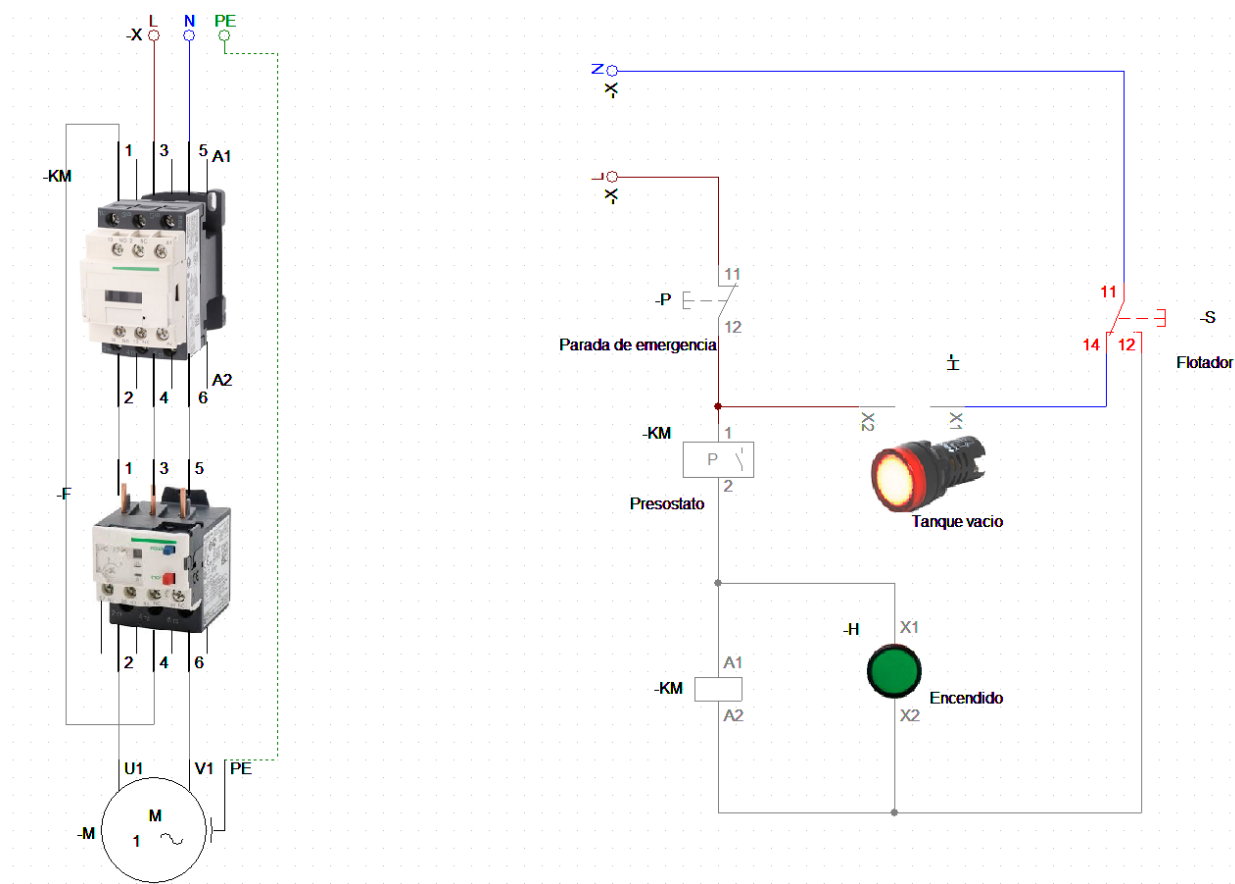 L N PE
-X
1 3 5 A1
-KM
A2
2 4 6
1 3 5
-F
2 4 6
U1 V1 PE
M
1
-M
N
-X
L
-X
11
-P
12
Parada de emergencia
11
-S
14 12
Flotador
-H
X2 X1
Tanque vacio
-KM
1
P
2
Presostato
-H
X1
Encendido
X2
A1
-KM
A2